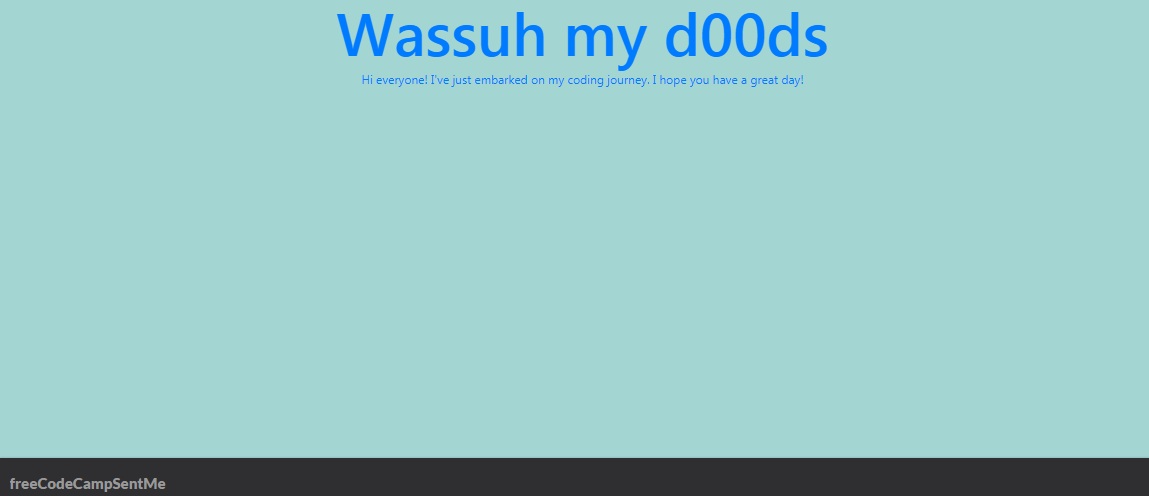 Wassuh my d00ds
Hi everyone! I've just embarked on my coding journey. I hope you have a great day!
freeCodeCampSentMe